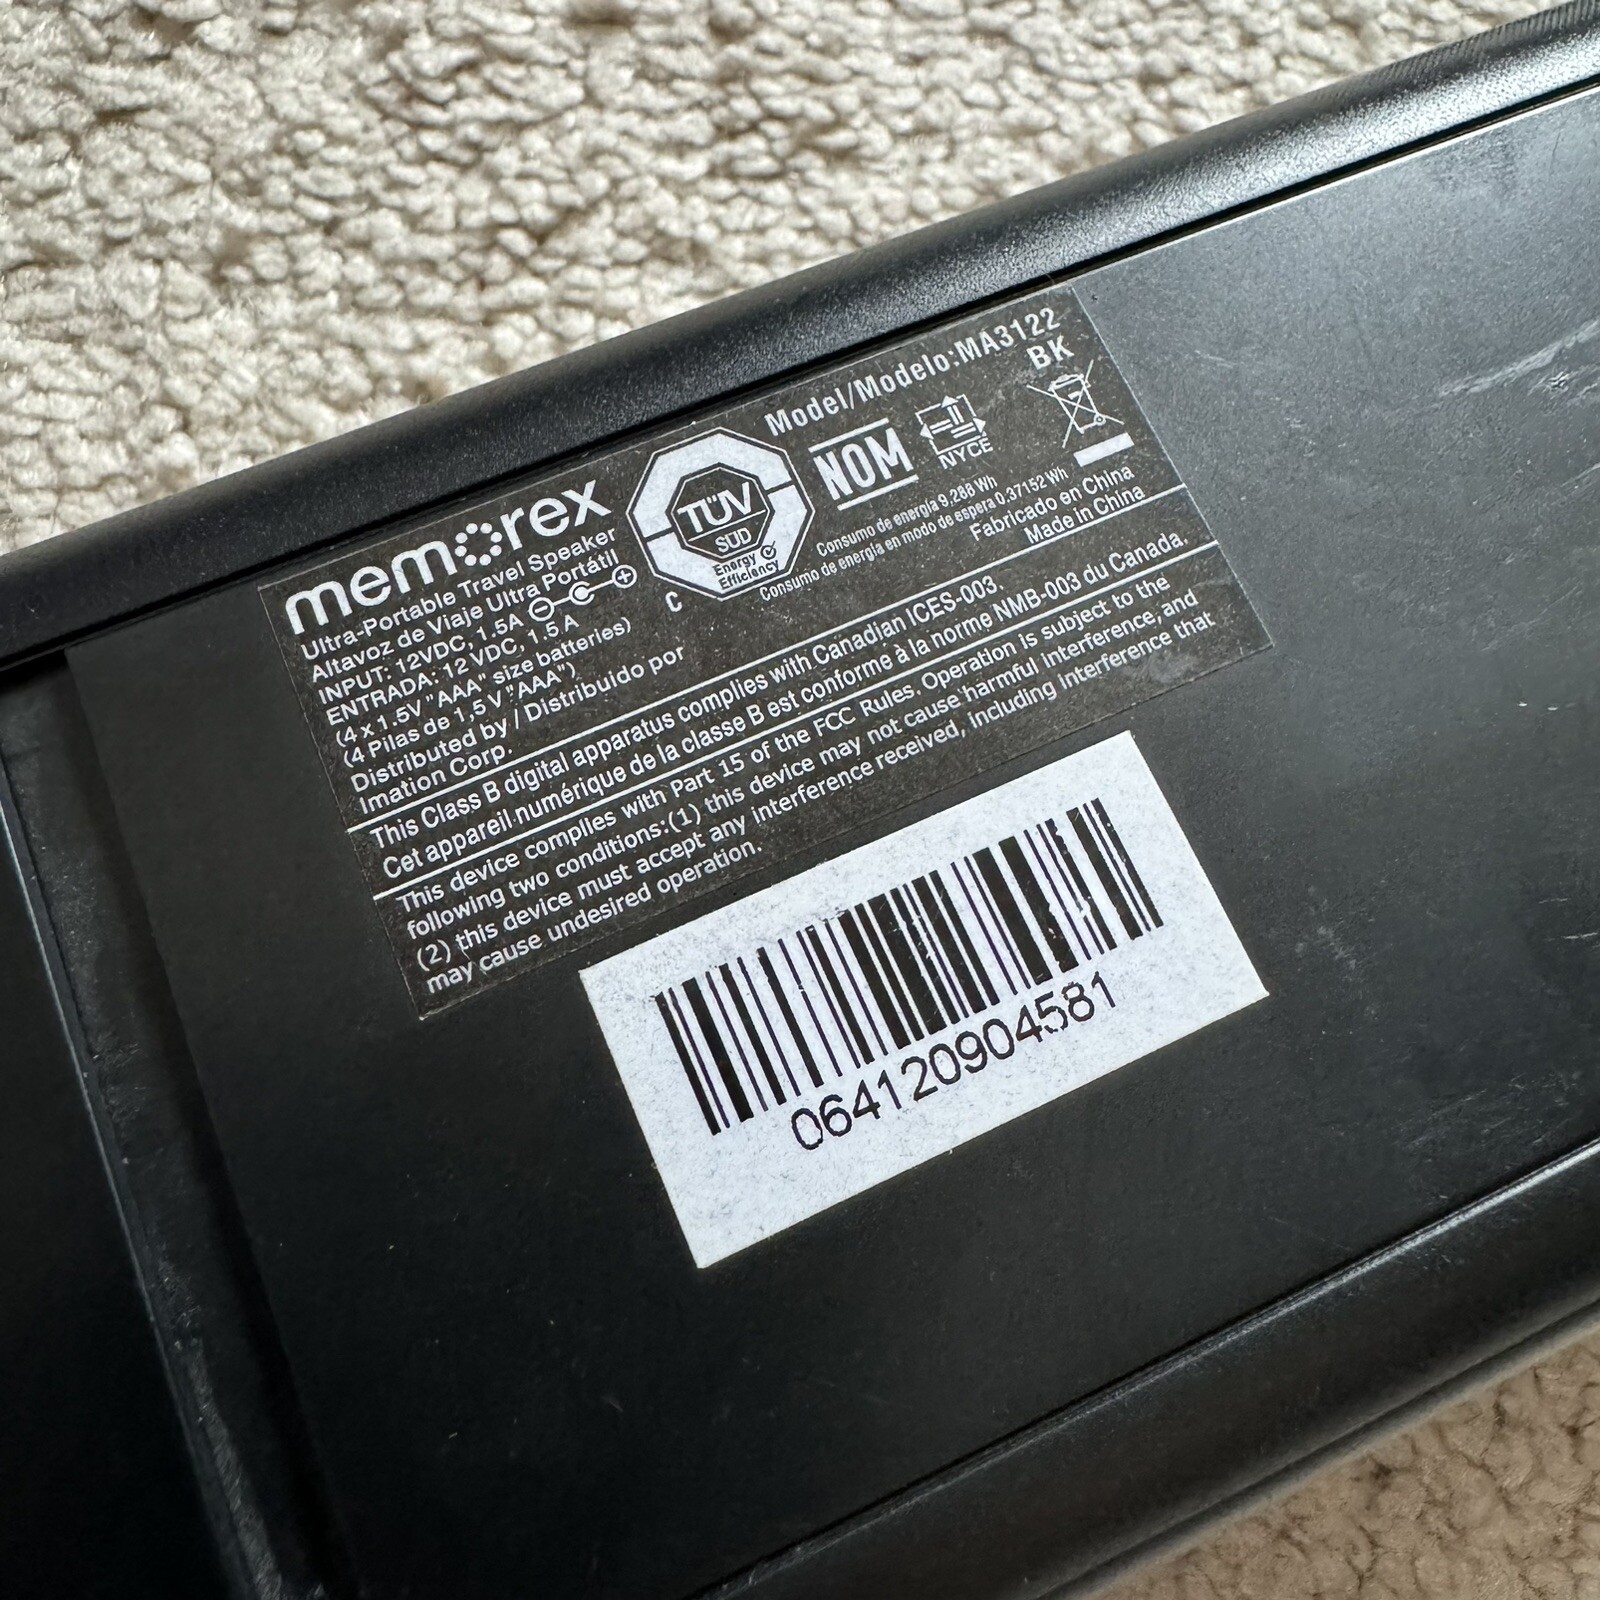 memorex
Ultra-Portable Travel Speaker
Altavoz de Viaje Ultra Portátil
INPUT: 12VDC, 1.5A
ENTRADA: 12 VDC, 1.5 A
(4 x 1.5V "AAA" size batteries)
(4 Pilas de 1,5 V "AAA")
Distributed by / Distribuido por
Imation Corp.
C
TÜV
SUD
Energy
Efficiency
Model/Modelo:MA3122
BK
NOM
NYCE
Consumo de energía 9,288 Wh
Consumo de energía en modo de espera 0,37152 Wh
Fabricado en China
Made in China
This Class B digital apparatus complies with Canadian ICES-003.
Cet appareil numérique de la classe B est conforme à la norme NMB-003 du Canada.
This device complies with Part 15 of the FCC Rules. Operation is subject to the
following two conditions:(1) this device may not cause harmful interference, and
(2) this device must accept any interference received, including interference that
may cause undesired operation.
064120904581